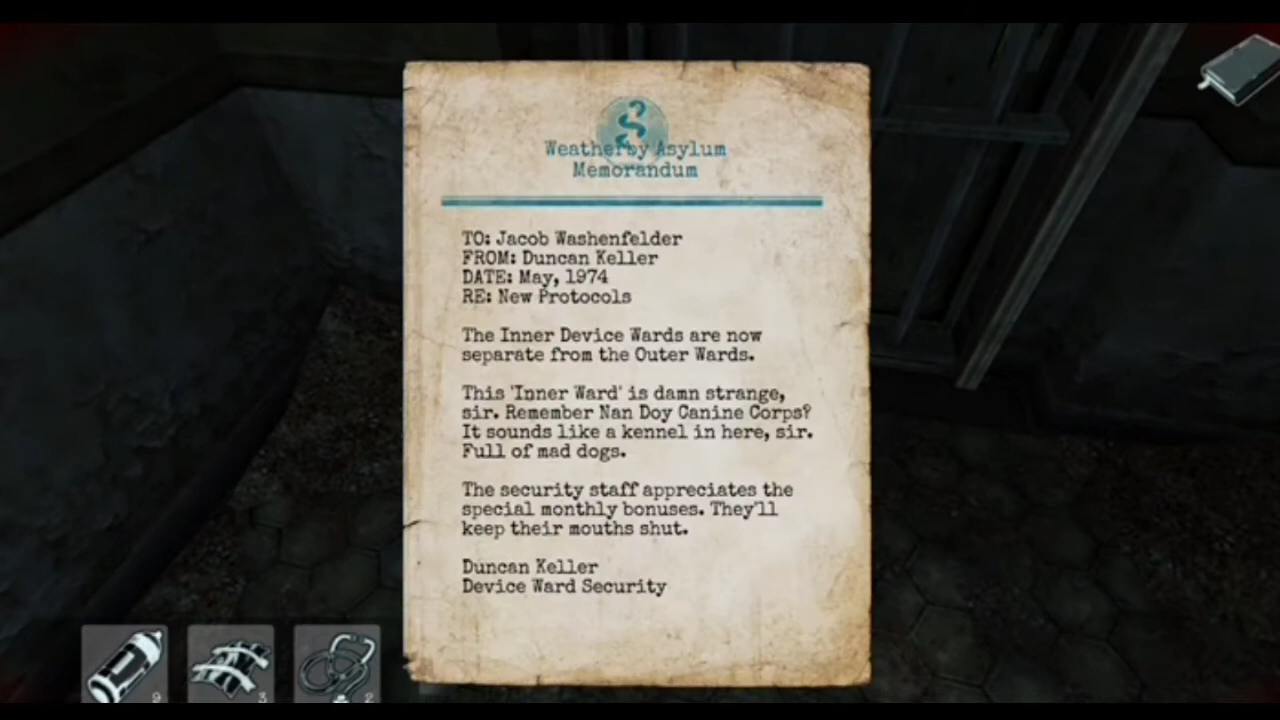 Weatherby Asylum
Memorandum
TO: Jacob Washenfelder
FROM: Duncan Keller
DATE: May, 1974
RE: New Protocols
The Inner Device Wards are now
separate from the Outer Wards.
This 'Inner Ward' is damn strange,
sir. Remember Nan Doy Canine Corps?
It sounds like a kennel in here, sir.
Full of mad dogs.
The security staff appreciates the
special monthly bonuses. They'll
keep their mouths shut.
Duncan Keller
Device Ward Security
9
3
2